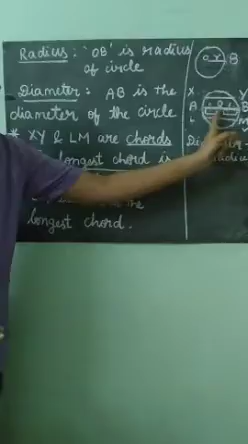 Radius : 'OB' is radius
of circle
Diameter : AB is the
diameter of the circle
* XY & LM are chords
longest chord is
the
longest chord.
O B
X Y
A O B
L M